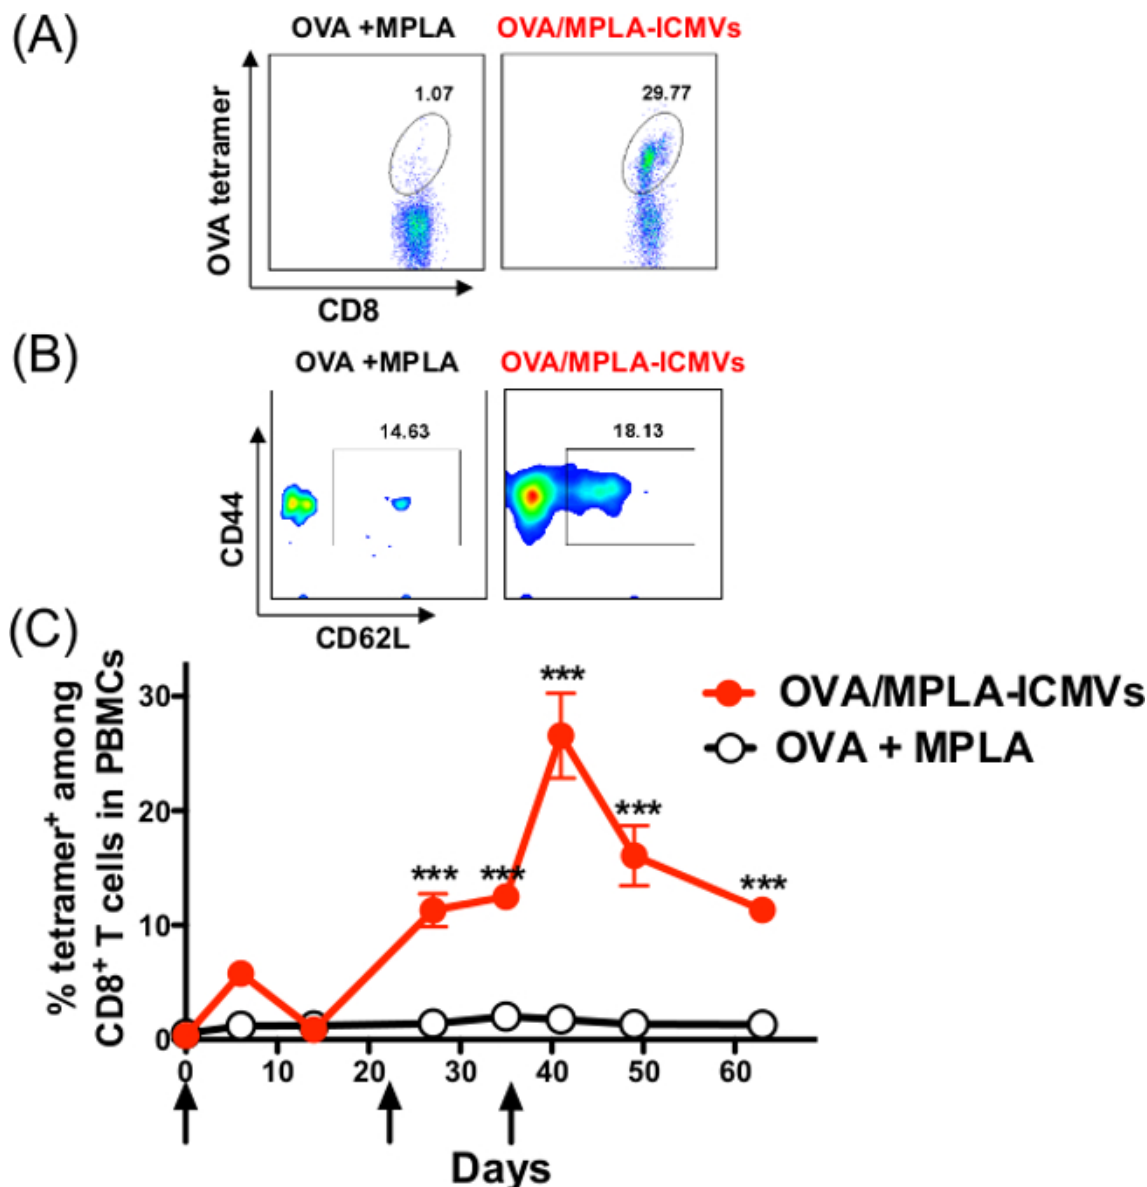 (A)
OVA +MPLA
OVA/MPLA-ICMVs
1.07
29.77
OVA tetramer
CD8
(B)
OVA +MPLA
OVA/MPLA-ICMVs
14.63
18.13
CD44
CD62L
(C)
% tetramer⁺ among
CD8⁺ T cells in PBMCs
30
20
10
0
***
***
***
***
***
OVA/MPLA-ICMVs
OVA + MPLA
0 10 20 30 40 50 60
Days